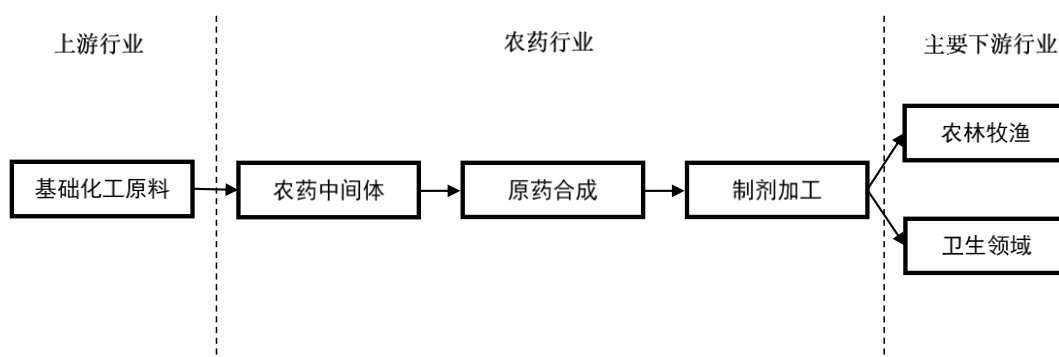 上游行业
农药行业
主要下游行业
基础化工原料
农药中间体
原药合成
制剂加工
农林牧渔
卫生领域